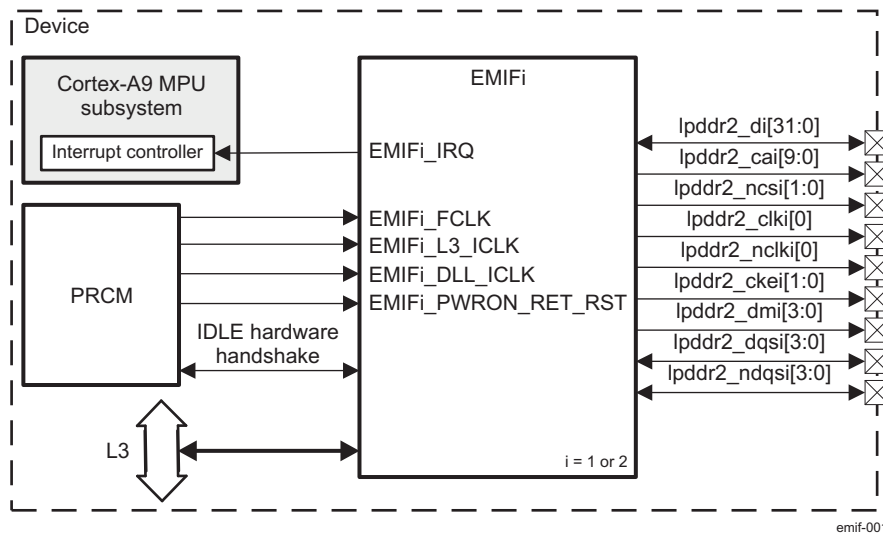 Device
Cortex-A9 MPU
subsystem
Interrupt controller
EMIFi
EMIFi_IRQ
PRCM
EMIFi_FCLK
EMIFi_L3_ICLK
EMIFi_DLL_ICLK
EMIFi_PWRON_RET_RST
IDLE hardware
handshake
L3
i = 1 or 2
lpddr2_di[31:0]
lpddr2_cai[9:0]
lpddr2_ncsi[1:0]
lpddr2_clki[0]
lpddr2_nclki[0]
lpddr2_ckei[1:0]
lpddr2_dmi[3:0]
lpddr2_dqsi[3:0]
lpddr2_ndqsi[3:0]
emif-001